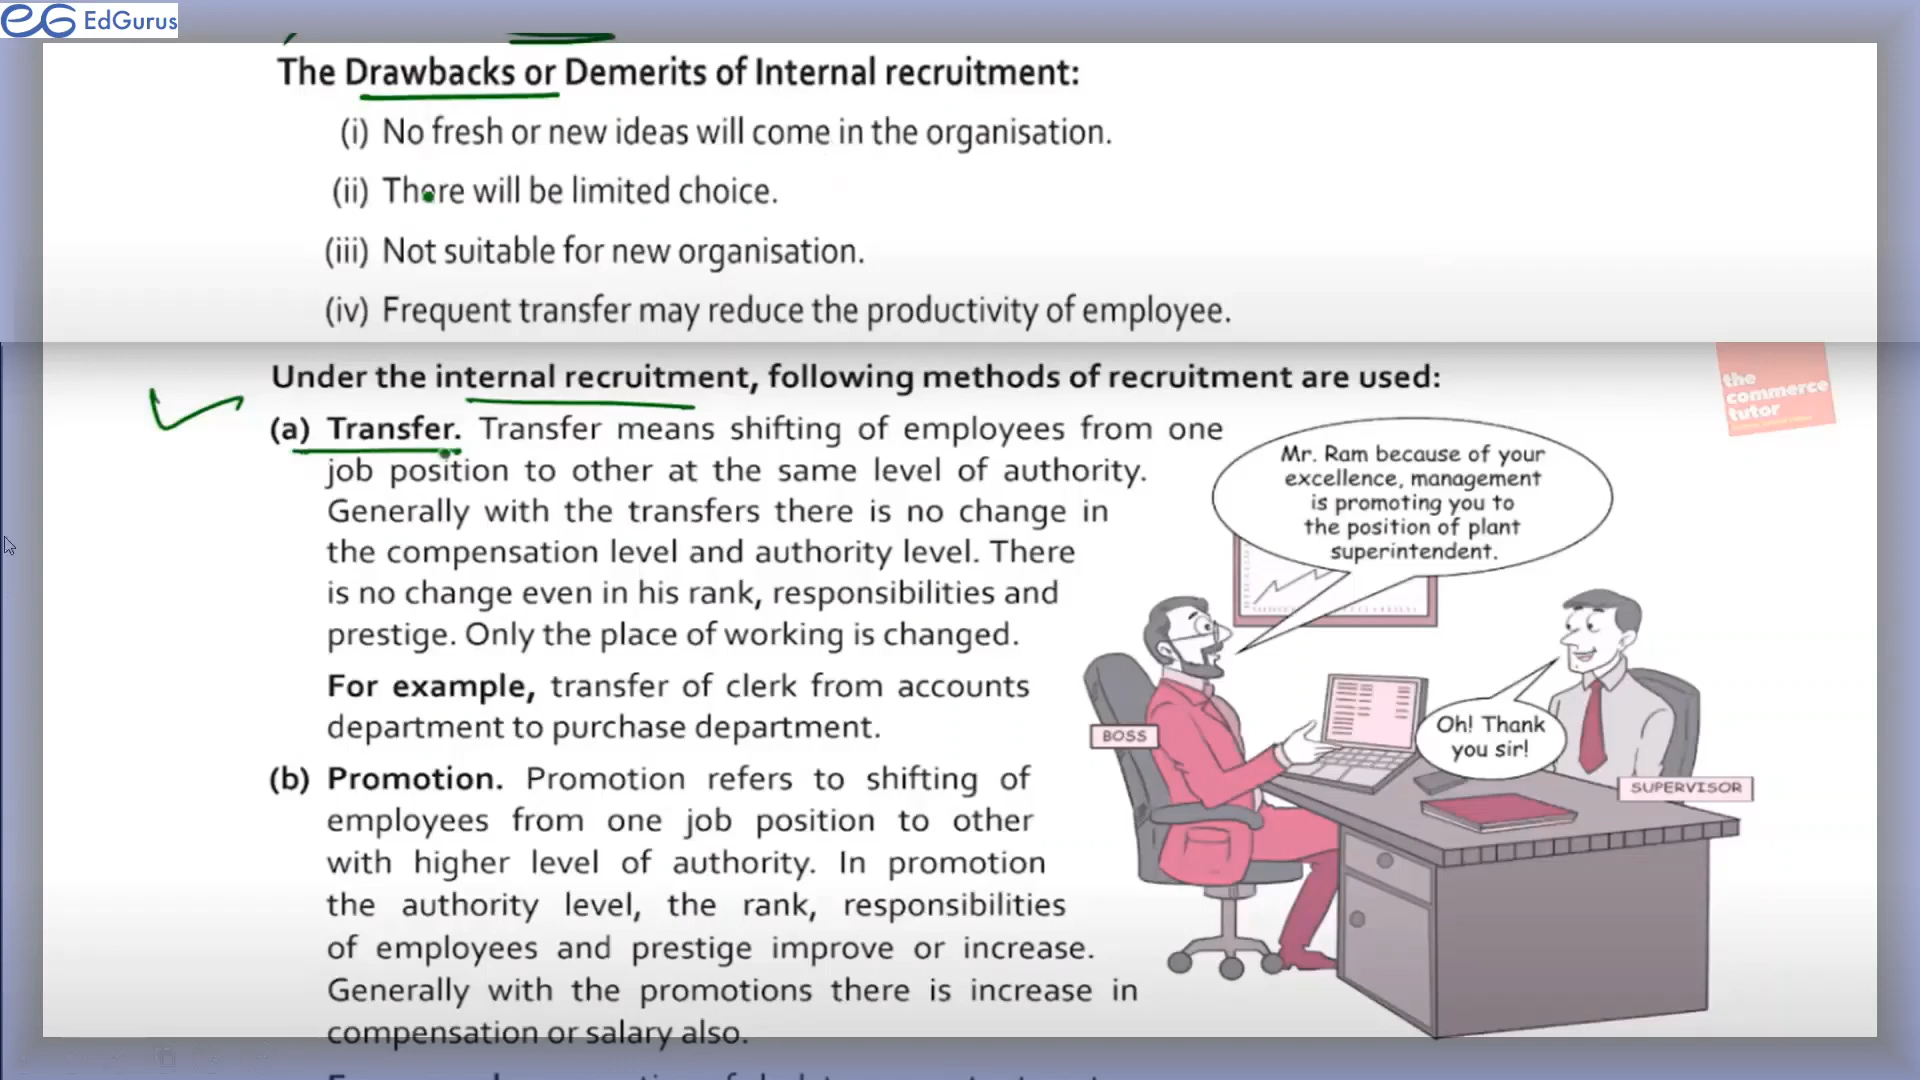 EdGurus
The Drawbacks or Demerits of Internal recruitment:
(i) No fresh or new ideas will come in the organisation.
(ii) There will be limited choice.
(iii) Not suitable for new organisation.
(iv) Frequent transfer may reduce the productivity of employee.
Under the internal recruitment, following methods of recruitment are used:
the
commerce
tutor
(a) Transfer. Transfer means shifting of employees from one
job position to other at the same level of authority.
Generally with the transfers there is no change in
the compensation level and authority level. There
is no change even in his rank, responsibilities and
prestige. Only the place of working is changed.
For example, transfer of clerk from accounts
department to purchase department.
(b) Promotion. Promotion refers to shifting of
employees from one job position to other
with higher level of authority. In promotion
the authority level, the rank, responsibilities
of employees and prestige improve or increase.
Generally with the promotions there is increase in
compensation or salary also.
Mr. Ram because of your
excellence, management
is promoting you to
the position of plant
superintendent.
Oh! Thank
you sir!
BOSS
SUPERVISOR